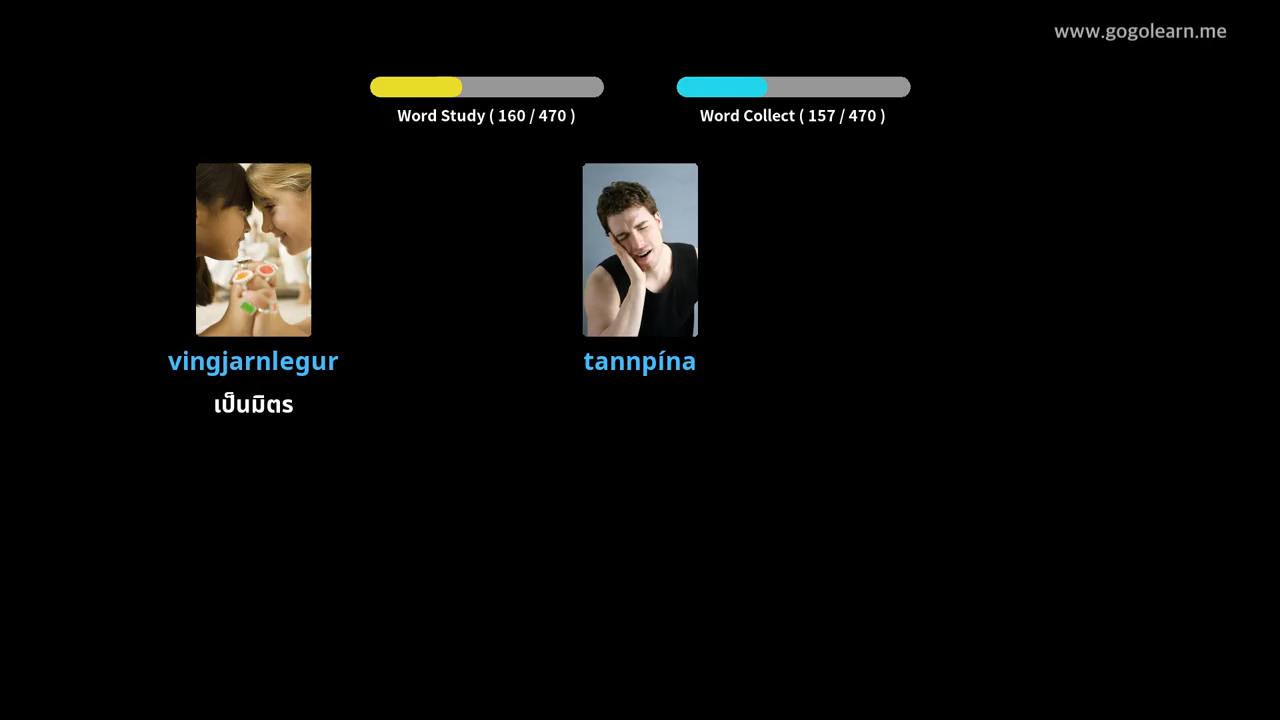 www.gogolearn.me
Word Study ( 160 / 470 )
Word Collect ( 157 / 470 )
vingjarnlegur
เป็นมิตร
tannpína